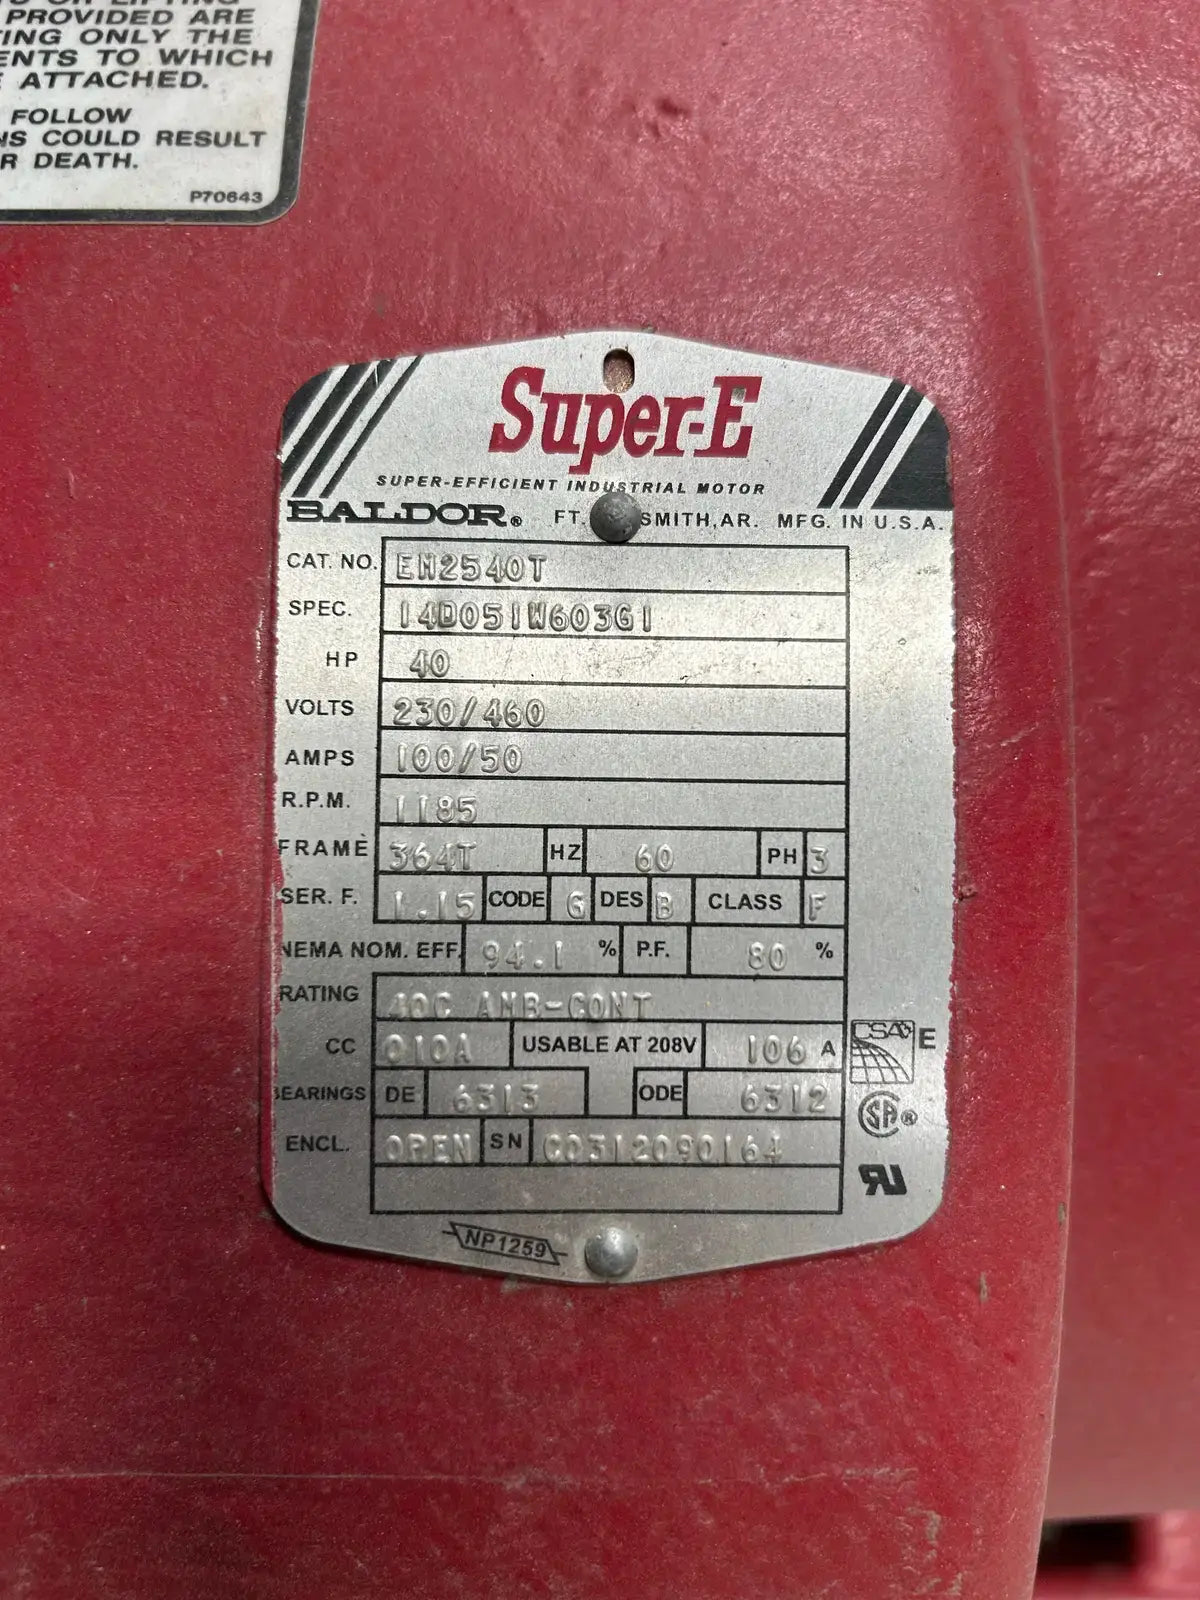 PROVIDED ARE
ING ONLY THE
ENTS TO WHICH
E ATTACHED.
FOLLOW
NS COULD RESULT
R DEATH.
P70643
Super-E
SUPER-EFFICIENT INDUSTRIAL MOTOR
BALDOR® FT. SMITH, AR. MFG. IN U.S.A.
CAT. NO. EM2540T
SPEC. 14D051W603G1
HP 40
VOLTS 230/460
AMPS 100/50
R.P.M. 1185
FRAME 364T HZ 60 PH 3
SER. F. 1.15 CODE G DES B CLASS F
NEMA NOM. EFF. 94.1 % P.F. 80 %
RATING 40C AMB-CONT
CC 010A USABLE AT 208V 106 A
CSA E
BEARINGS DE 6313 ODE 6312
SA ®
ENCL. OPEN SN C0312090164
RU
NP1259